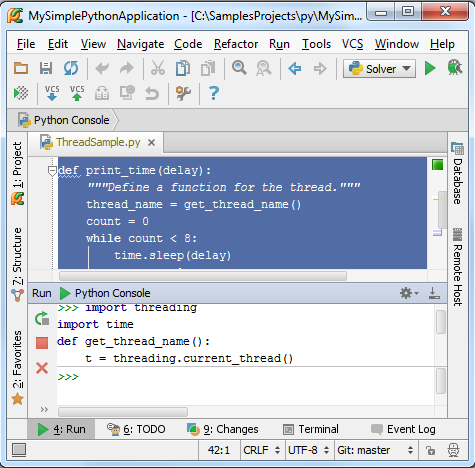 MySimplePythonApplication - [C:\SamplesProjects\py\MySim
File Edit View Navigate Code Refactor Run Tools VCS Window Help
VCS VCS
Solver
Python Console
ThreadSample.py
1: Project
Z: Structure
2: Favorites
def print_time(delay):
"""Define a function for the thread."""
thread_name = get_thread_name()
count = 0
while count < 8:
time.sleep(delay)
Database
Remote Host
Run Python Console
>>> import threading
import time
def get_thread_name():
t = threading.current_thread()
>>>
>>
4: Run 6: TODO 9: Changes Terminal Event Log
42:1 CRLF UTF-8 Git: master